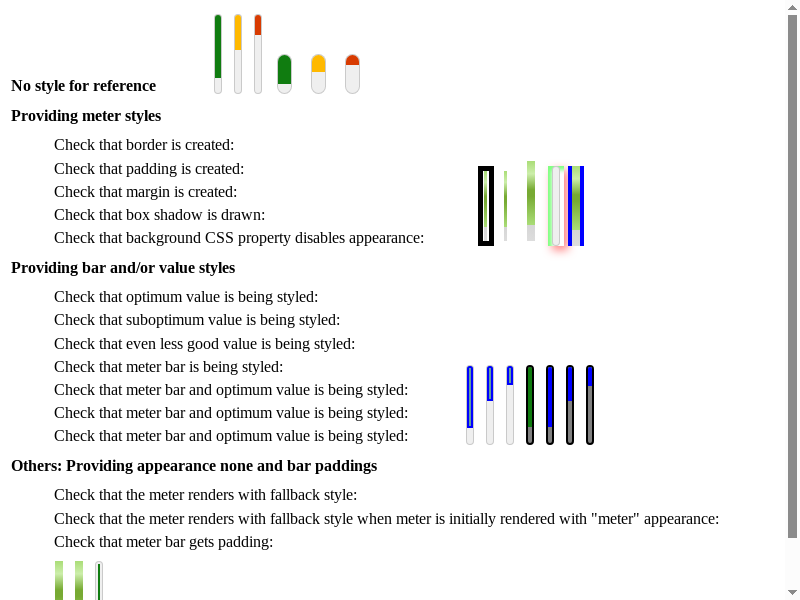 No style for reference
Providing meter styles
Check that border is created:
Check that padding is created:
Check that margin is created:
Check that box shadow is drawn:
Check that background CSS property disables appearance:
Providing bar and/or value styles
Check that optimum value is being styled:
Check that suboptimum value is being styled:
Check that even less good value is being styled:
Check that meter bar is being styled:
Check that meter bar and optimum value is being styled:
Check that meter bar and optimum value is being styled:
Check that meter bar and optimum value is being styled:
Others: Providing appearance none and bar paddings
Check that the meter renders with fallback style:
Check that the meter renders with fallback style when meter is initially rendered with "meter" appearance:
Check that meter bar gets padding: